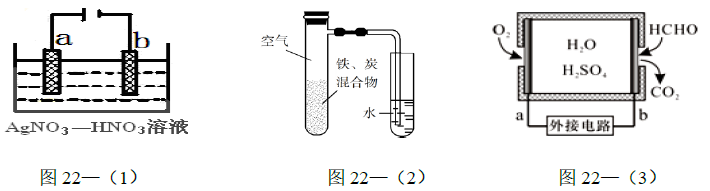 a
b
AgNO₃—HNO₃溶液
图 22—（1）
空气
铁、炭
混合物
水
图 22—（2）
O₂
HCHO
H₂O
H₂SO₄
CO₂
a
外接电路
b
图 22—（3）